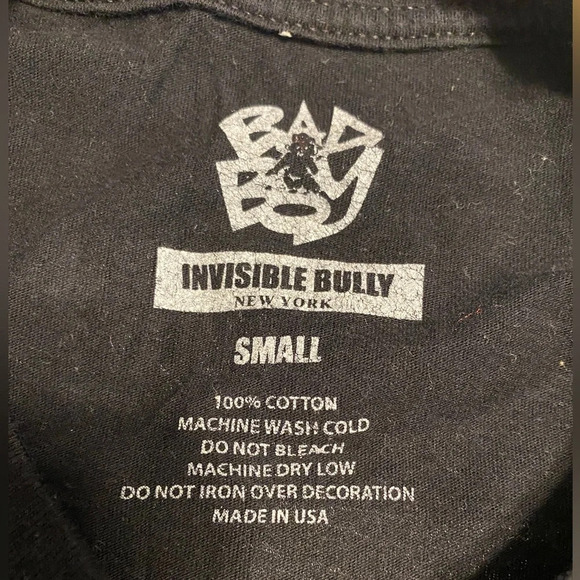 BAD
BOY
INVISIBLE BULLY
NEW YORK
SMALL
100% COTTON
MACHINE WASH COLD
DO NOT BLEACH
MACHINE DRY LOW
DO NOT IRON OVER DECORATION
MADE IN USA